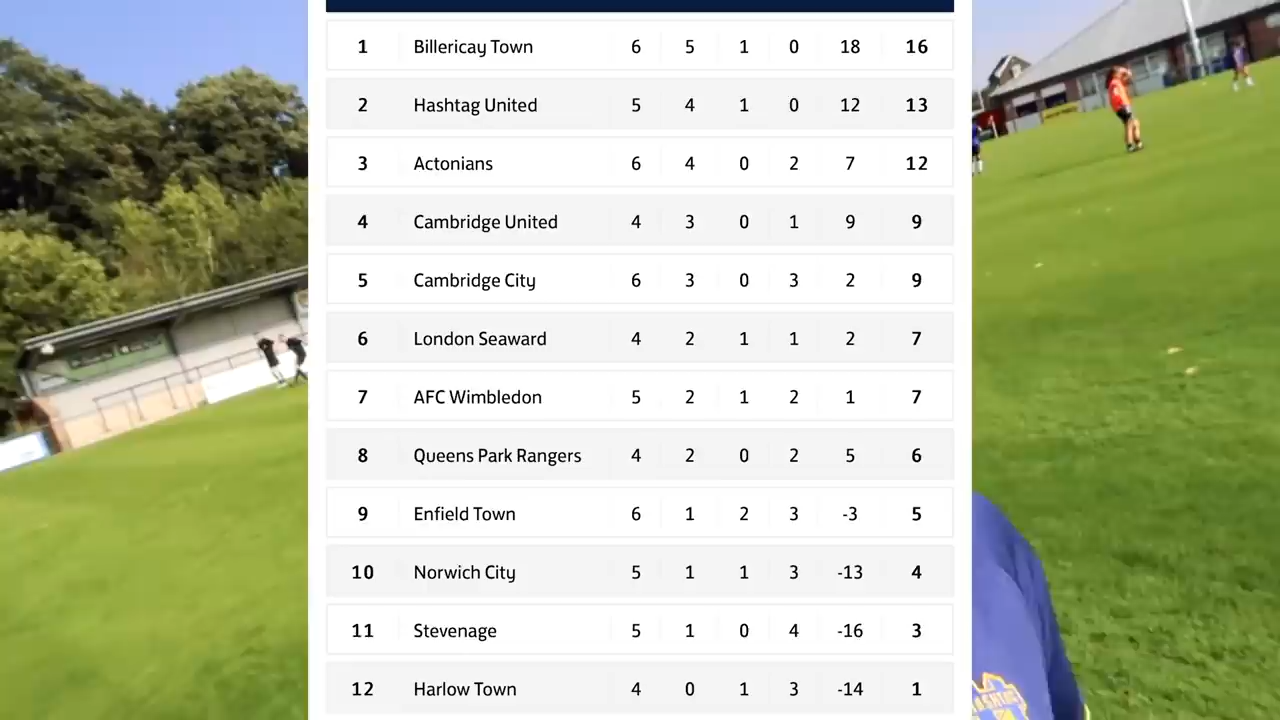 1 Billericay Town 6 5 1 0 18 16
2 Hashtag United 5 4 1 0 12 13
3 Actonians 6 4 0 2 7 12
4 Cambridge United 4 3 0 1 9 9
5 Cambridge City 6 3 0 3 2 9
6 London Seaward 4 2 1 1 2 7
7 AFC Wimbledon 5 2 1 2 1 7
8 Queens Park Rangers 4 2 0 2 5 6
9 Enfield Town 6 1 2 3 -3 5
10 Norwich City 5 1 1 3 -13 4
11 Stevenage 5 1 0 4 -16 3
12 Harlow Town 4 0 1 3 -14 1